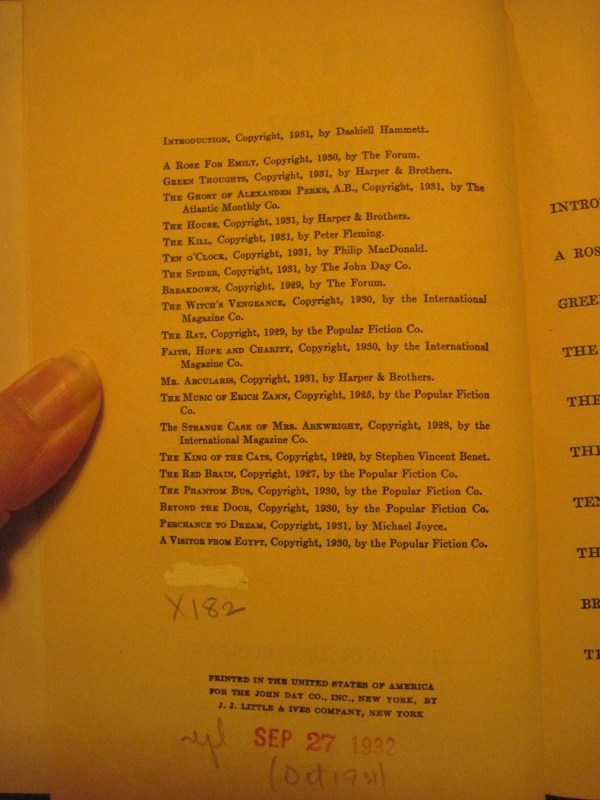 INTRODUCTION, Copyright, 1931, by Dashiell Hammett.
A ROSE FOR EMILY, Copyright, 1930, by The Forum.
GREEN THOUGHTS, Copyright, 1931, by Harper & Brothers.
THE GHOST OF ALEXANDER PERKS, A.B., Copyright, 1931, by The
Atlantic Monthly Co.
THE HOUSE, Copyright, 1931, by Harper & Brothers.
THE KILL, Copyright, 1931, by Peter Fleming.
TEN O'CLOCK, Copyright, 1931, by Philip MacDonald.
THE SPIDER, Copyright, 1931, by The John Day Co.
BREAKDOWN, Copyright, 1929, by The Forum.
THE WITCH'S VENGEANCE, Copyright, 1930, by the International
Magazine Co.
THE RAT, Copyright, 1929, by the Popular Fiction Co.
FAITH, HOPE AND CHARITY, Copyright, 1930, by the International
Magazine Co.
MR. ARCULARIS, Copyright, 1931, by Harper & Brothers.
THE MUSIC OF ERICH ZANN, Copyright, 1925, by the Popular Fiction
Co.
The STRANGE CASE OF MRS. ARKWRIGHT, Copyright, 1928, by the
International Magazine Co.
THE KING OF THE CATS, Copyright, 1929, by Stephen Vincent Benet.
THE RED BRAIN, Copyright, 1927, by the Popular Fiction Co.
THE PHANTOM BUS, Copyright, 1930, by the Popular Fiction Co.
BEYOND THE DOOR, Copyright, 1930, by the Popular Fiction Co.
PERCHANCE TO DREAM, Copyright, 1931, by Michael Joyce.
A VISITOR FROM EGYPT, Copyright, 1930, by the Popular Fiction Co.
X182
PRINTED IN THE UNITED STATES OF AMERICA
FOR THE JOHN DAY CO., INC., NEW YORK, BY
J. J. LITTLE & IVES COMPANY, NEW YORK
SEP 27 1932
INTRO
A ROS
GREE
THE
THE
THE
TEN
TH
BR